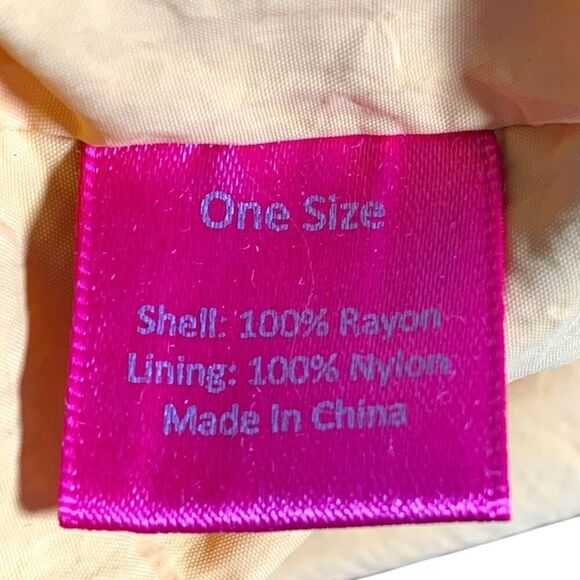 One Size
Shell: 100% Rayon
Lining: 100% Nylon
Made In China